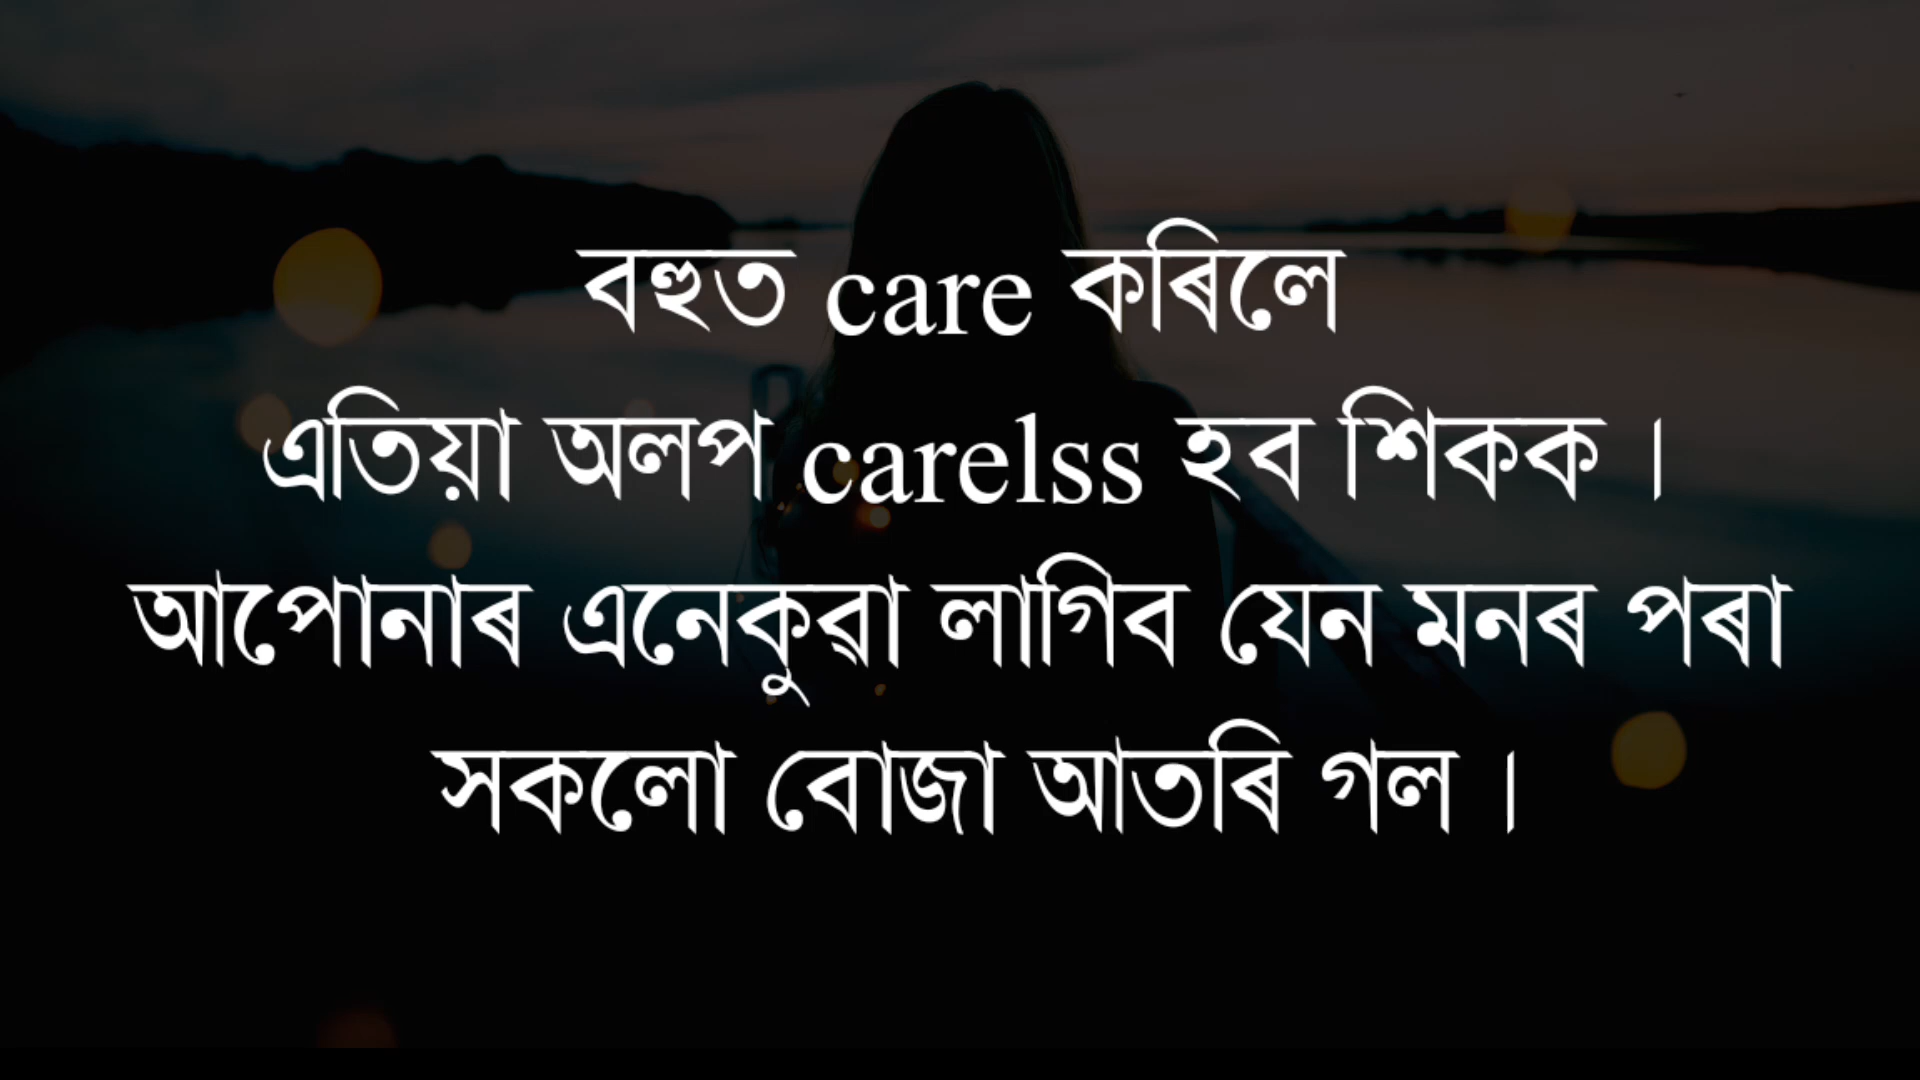 বহুত care কৰিলে
এতিয়া অলপ carelss হব শিকক ।
আপোনাৰ এনেকুৱা লাগিব যেন মনৰ পৰা
সকলো বোজা আতৰি গল ।